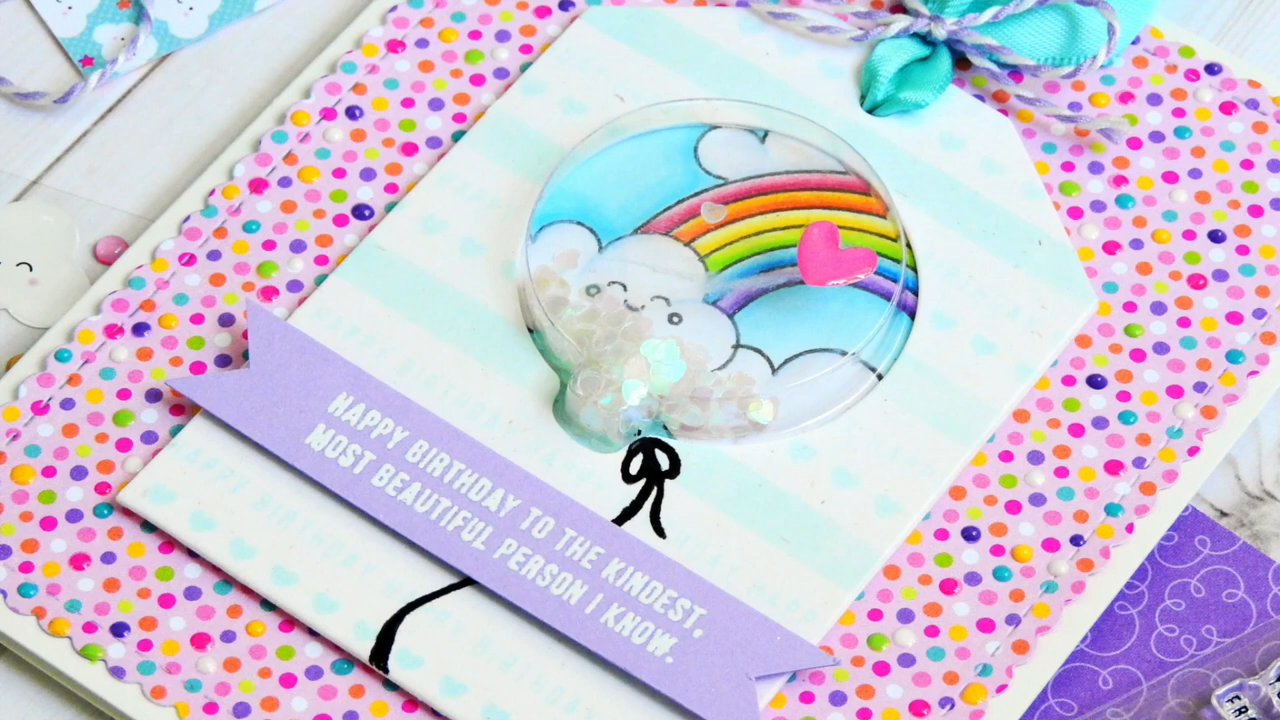 HAPPY BIRTHDAY TO THE KINDEST,
MOST BEAUTIFUL PERSON I KNOW.